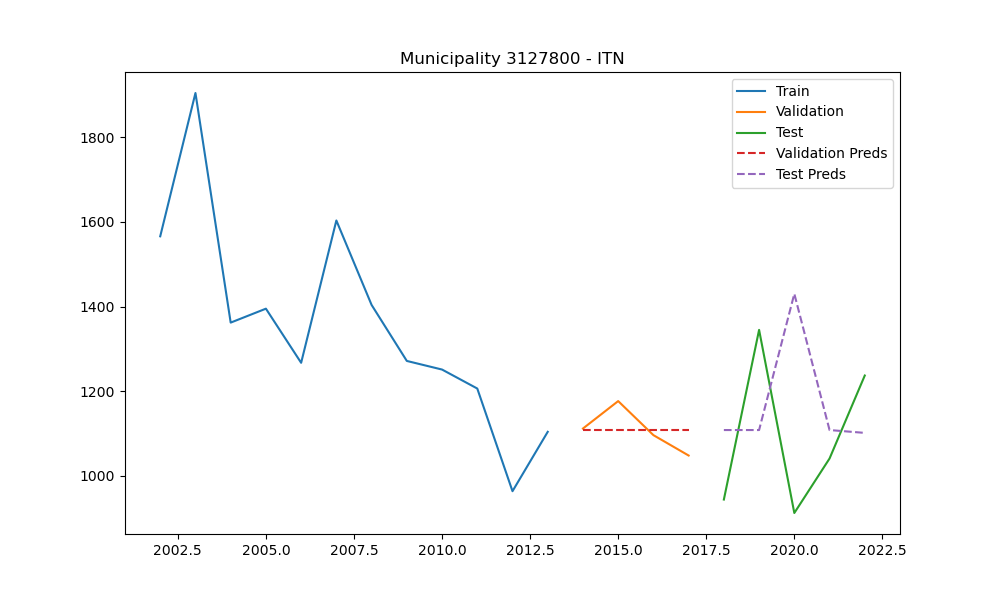 Municipality 3127800 - ITN
Train
Validation
Test
Validation Preds
Test Preds
1800
1600
1400
1200
1000
2002.5 2005.0 2007.5 2010.0 2012.5 2015.0 2017.5 2020.0 2022.5